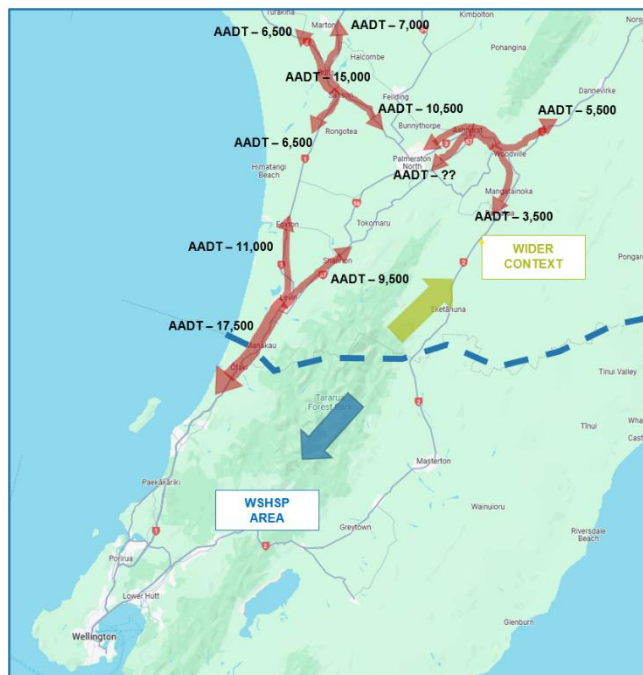 Turakina
Kimbolton
Marton
AADT – 6,500
AADT – 7,000
Pohangina
Halcombe
Dannevirke
AADT – 15,000
Feilding
AADT – 10,500
AADT – 5,500
Bunnythorpe
Ashhurst
Rongotea
Woodville
AADT – 6,500
Palmerston
North
Himatangi
Beach
AADT – ??
Mangatainoka
AADT – 3,500
Tokomaru
Foxton
WIDER
CONTEXT
AADT – 11,000
Shannon
AADT – 9,500
Levin
Eketāhuna
AADT – 17,500
Manakau
Ōtaki
Tinui Valley
Tararua
Forest Park
Tīnui
Masterton
Paekākāriki
WSHSP
AREA
Wainuioru
Greytown
Riversdale
Beach
Porirua
Lower Hutt
Wellington
Glenburn